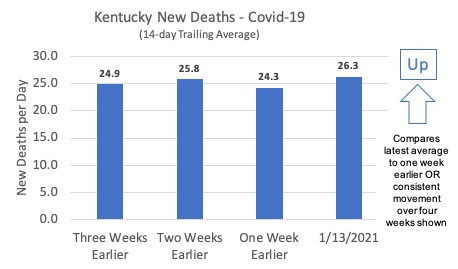 Kentucky New Deaths - Covid-19
(14-day Trailing Average)
New Deaths per Day
30.0
25.0
20.0
15.0
10.0
5.0
0.0
24.9
25.8
24.3
26.3
Three Weeks
Earlier
Two Weeks
Earlier
One Week
Earlier
1/13/2021
Up
Compares
latest average
to one week
earlier OR
consistent
movement
over four
weeks shown